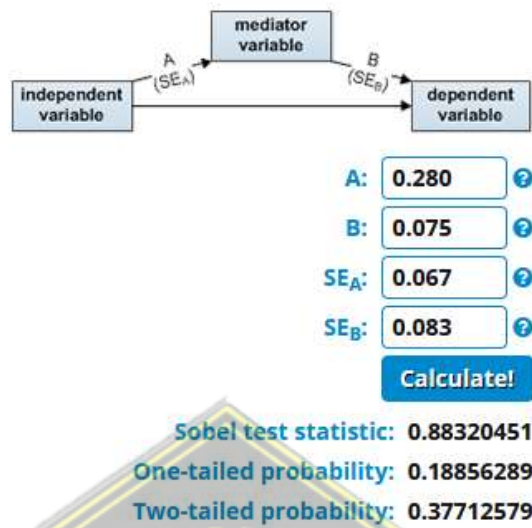 mediator
variable
A
(SEA)
B
(SEB)
independent
variable
dependent
variable
A: 0.280 ?
B: 0.075 ?
SEA: 0.067 ?
SEB: 0.083 ?
Calculate!
Sobel test statistic: 0.88320451
One-tailed probability: 0.18856289
Two-tailed probability: 0.37712579